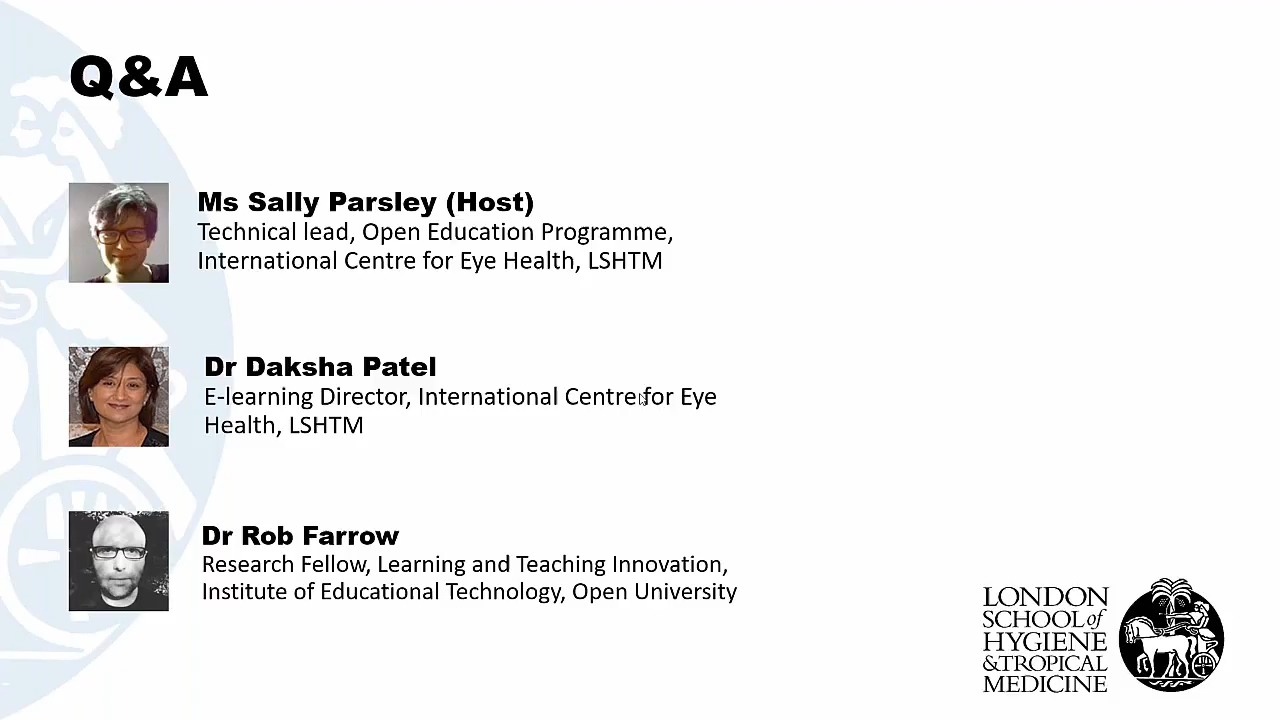 Q&A
Ms Sally Parsley (Host)
Technical lead, Open Education Programme,
International Centre for Eye Health, LSHTM
Dr Daksha Patel
E-learning Director, International Centre for Eye
Health, LSHTM
Dr Rob Farrow
Research Fellow, Learning and Teaching Innovation,
Institute of Educational Technology, Open University
LONDON
SCHOOL of
HYGIENE
& TROPICAL
MEDICINE